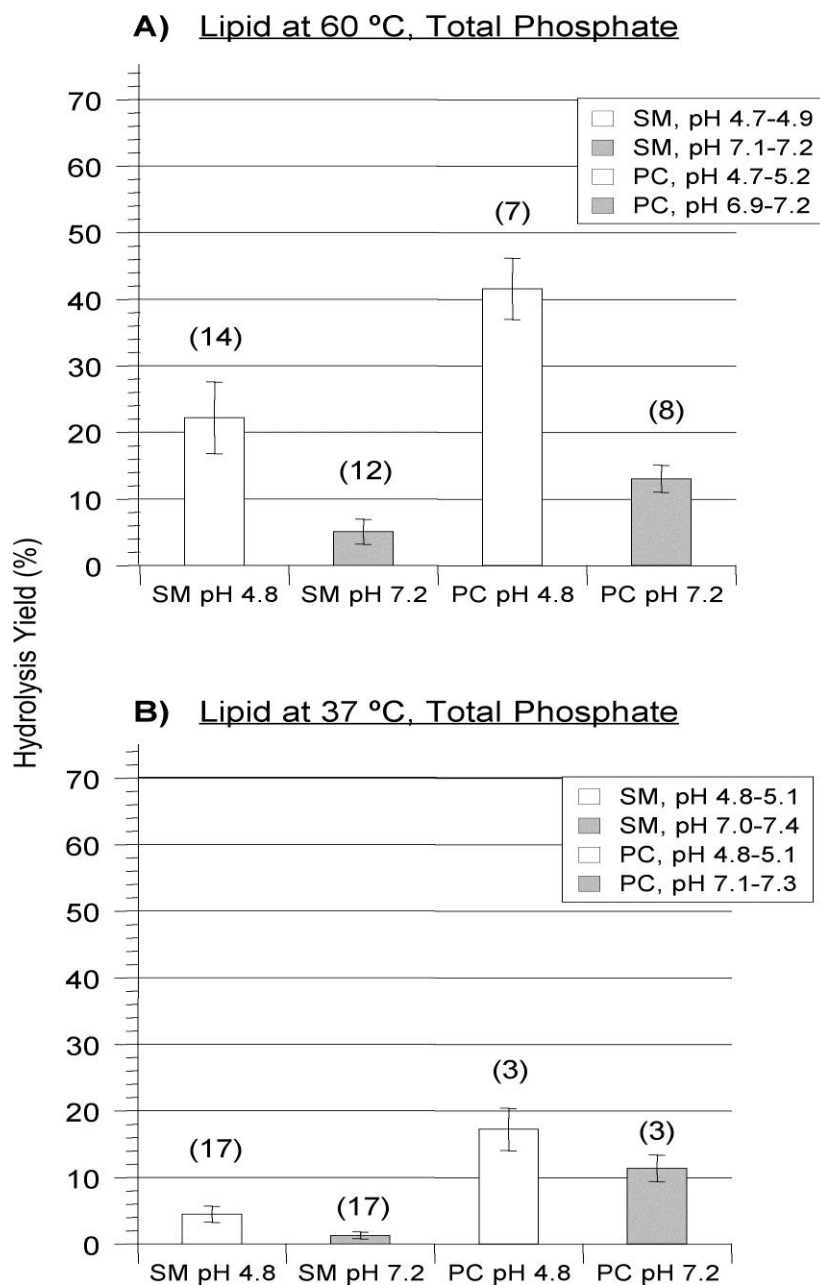 A) Lipid at 60 ºC, Total Phosphate
70
60
50
40
30
20
10
0
SM, pH 4.7-4.9
SM, pH 7.1-7.2
PC, pH 4.7-5.2
PC, pH 6.9-7.2
(14)
(12)
(7)
(8)
SM pH 4.8
SM pH 7.2
PC pH 4.8
PC pH 7.2
Hydrolysis Yield (%)
B) Lipid at 37 ºC, Total Phosphate
70
60
50
40
30
20
10
0
SM, pH 4.8-5.1
SM, pH 7.0-7.4
PC, pH 4.8-5.1
PC, pH 7.1-7.3
(17)
(17)
(3)
(3)
SM pH 4.8
SM pH 7.2
PC pH 4.8
PC pH 7.2